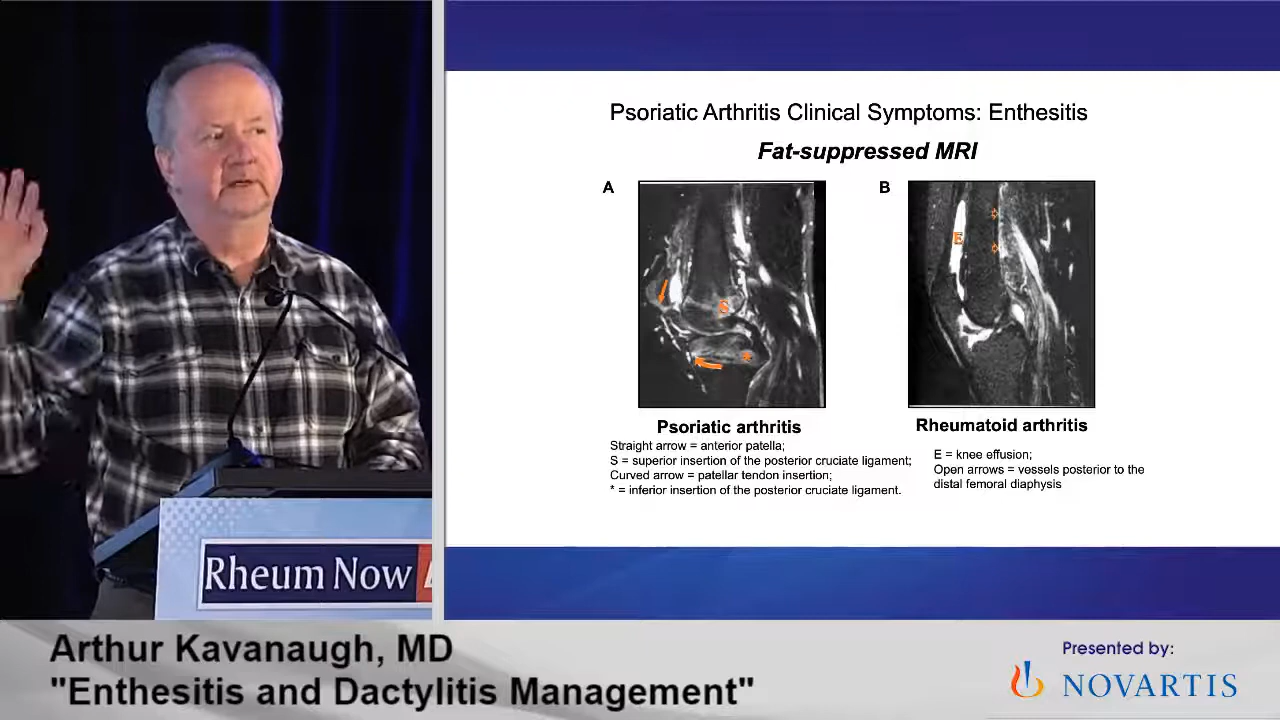 Psoriatic Arthritis Clinical Symptoms: Enthesitis
Fat-suppressed MRI
A
B
E
S
*
Psoriatic arthritis
Straight arrow = anterior patella;
S = superior insertion of the posterior cruciate ligament;
Curved arrow = patellar tendon insertion;
* = inferior insertion of the posterior cruciate ligament.
Rheumatoid arthritis
E = knee effusion;
Open arrows = vessels posterior to the
distal femoral diaphysis
Rheum Now
Arthur Kavanaugh, MD
"Enthesitis and Dactylitis Management"
Presented by:
NOVARTIS